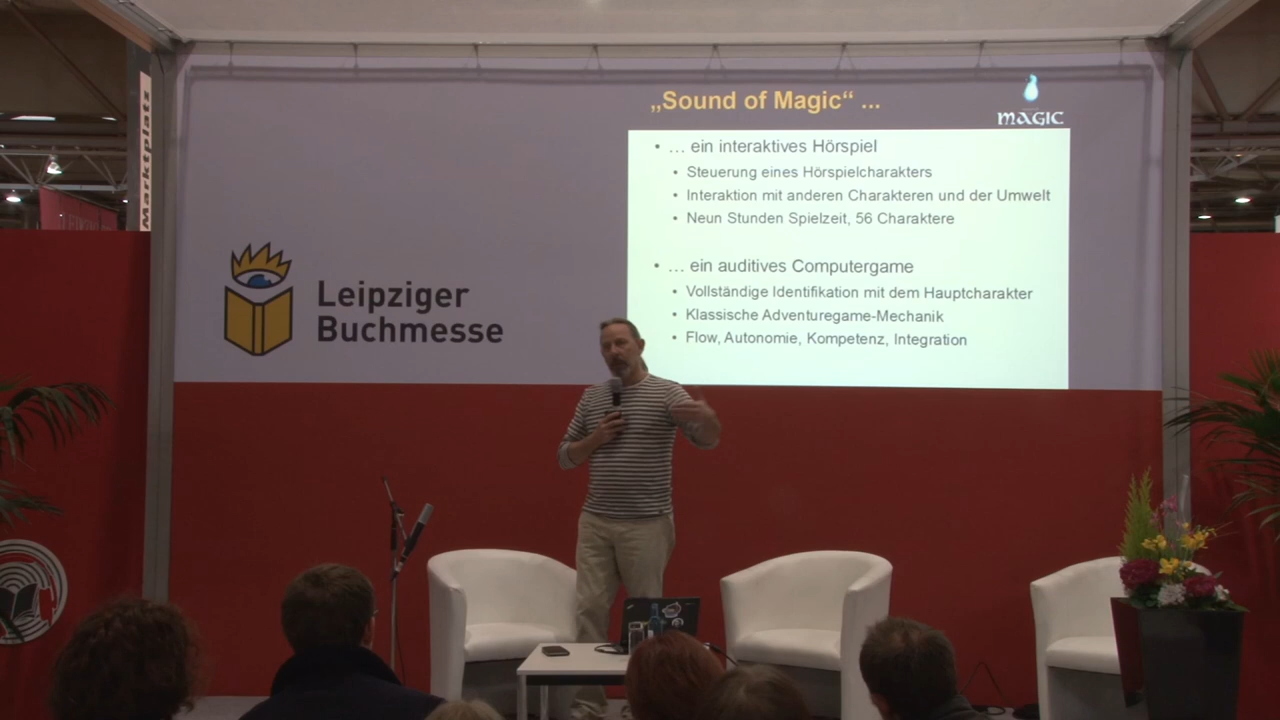 Marktplatz
„Sound of Magic“ ...
MAGIC
• … ein interaktives Hörspiel
• Steuerung eines Hörspielcharakters
• Interaktion mit anderen Charakteren und der Umwelt
• Neun Stunden Spielzeit, 56 Charaktere
• … ein auditives Computergame
• Vollständige Identifikation mit dem Hauptcharakter
• Klassische Adventuregame-Mechanik
• Flow, Autonomie, Kompetenz, Integration
Leipziger
Buchmesse